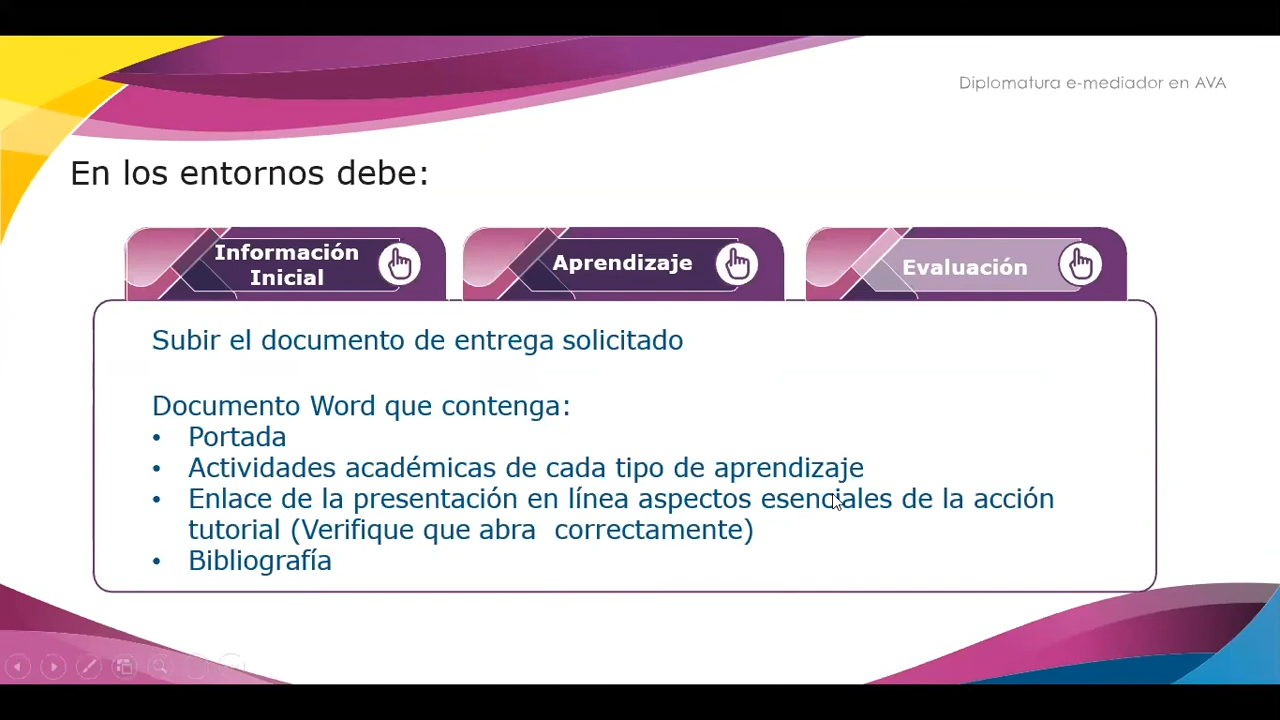 Diplomatura e-mediador en AVA
En los entornos debe:
Información
Inicial
Aprendizaje
Evaluación
Subir el documento de entrega solicitado
Documento Word que contenga:
• Portada
• Actividades académicas de cada tipo de aprendizaje
• Enlace de la presentación en línea aspectos esenciales de la acción
tutorial (Verifique que abra  correctamente)
• Bibliografía